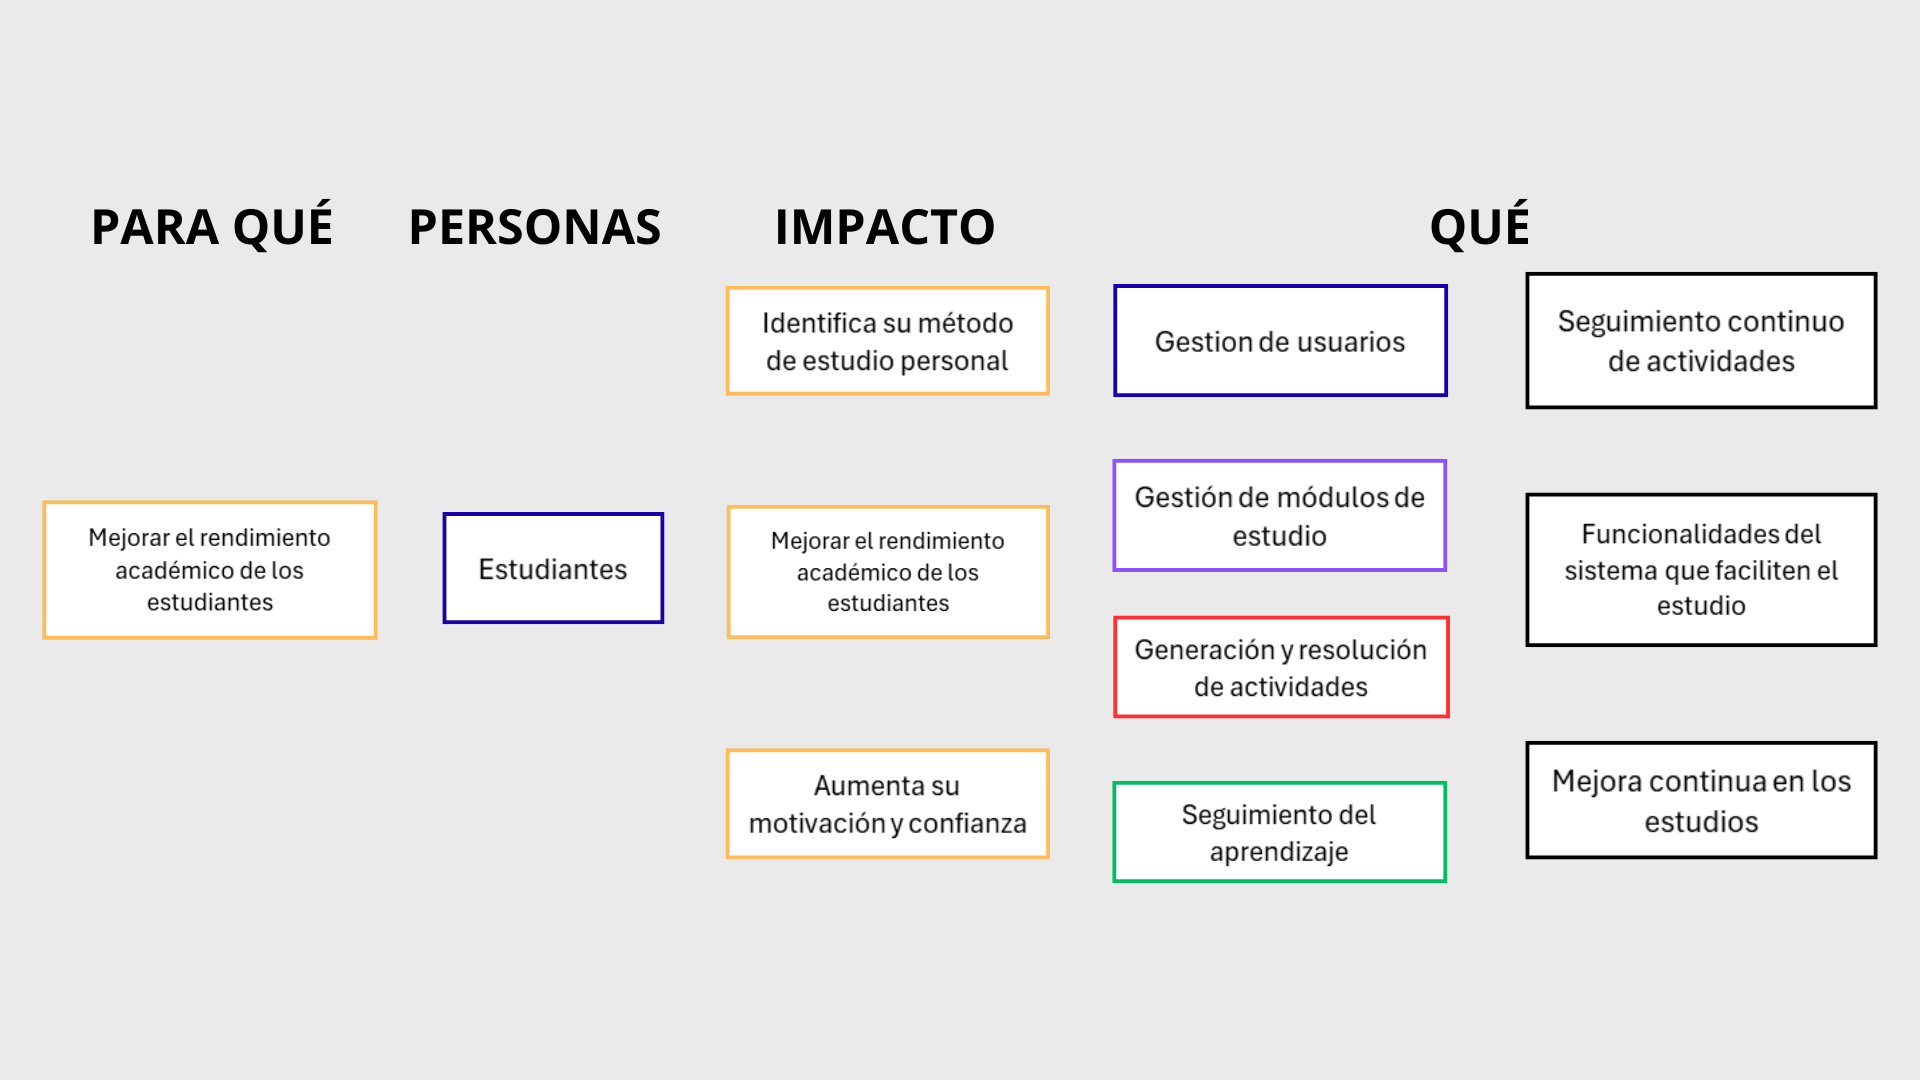 PARA QUÉ
PERSONAS
IMPACTO
QUÉ
Mejorar el rendimiento
académico de los
estudiantes
Estudiantes
Identifica su método
de estudio personal
Mejorar el rendimiento
académico de los
estudiantes
Aumenta su
motivación y confianza
Gestion de usuarios
Gestión de módulos de
estudio
Generación y resolución
de actividades
Seguimiento del
aprendizaje
Seguimiento continuo
de actividades
Funcionalidades del
sistema que faciliten el
estudio
Mejora continua en los
estudios